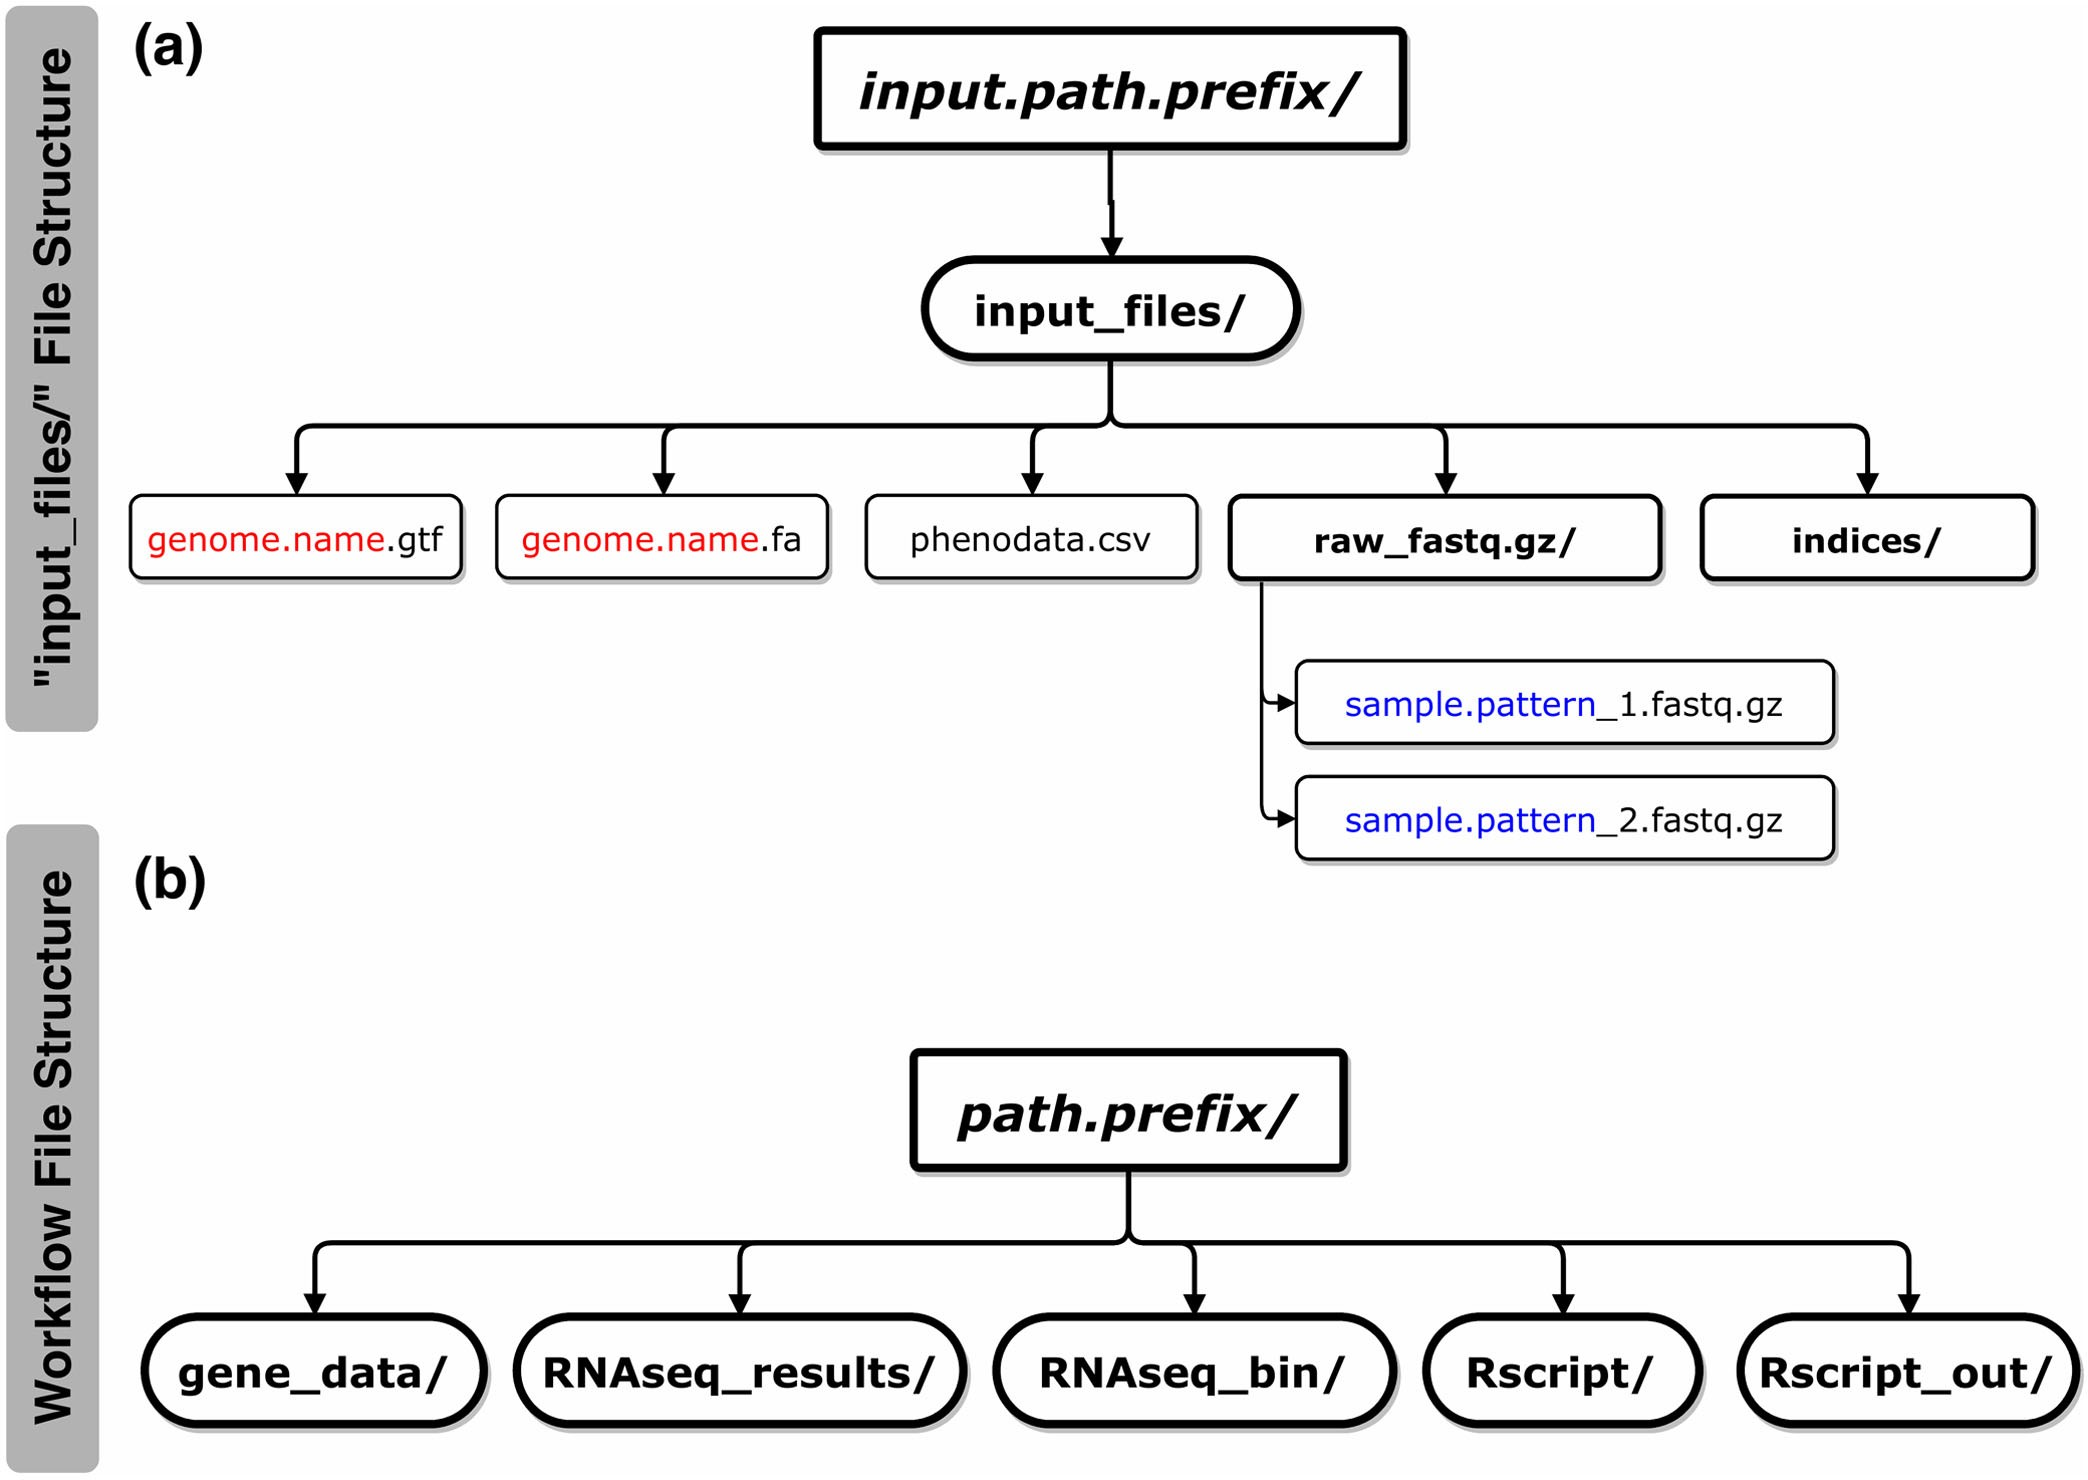 "input_files/" File Structure
(a)
input.path.prefix/
input_files/
genome.name.gtf
genome.name.fa
phenodata.csv
raw_fastq.gz/
indices/
sample.pattern_1.fastq.gz
sample.pattern_2.fastq.gz
Workflow File Structure
(b)
path.prefix/
gene_data/
RNAseq_results/
RNAseq_bin/
Rscript/
Rscript_out/